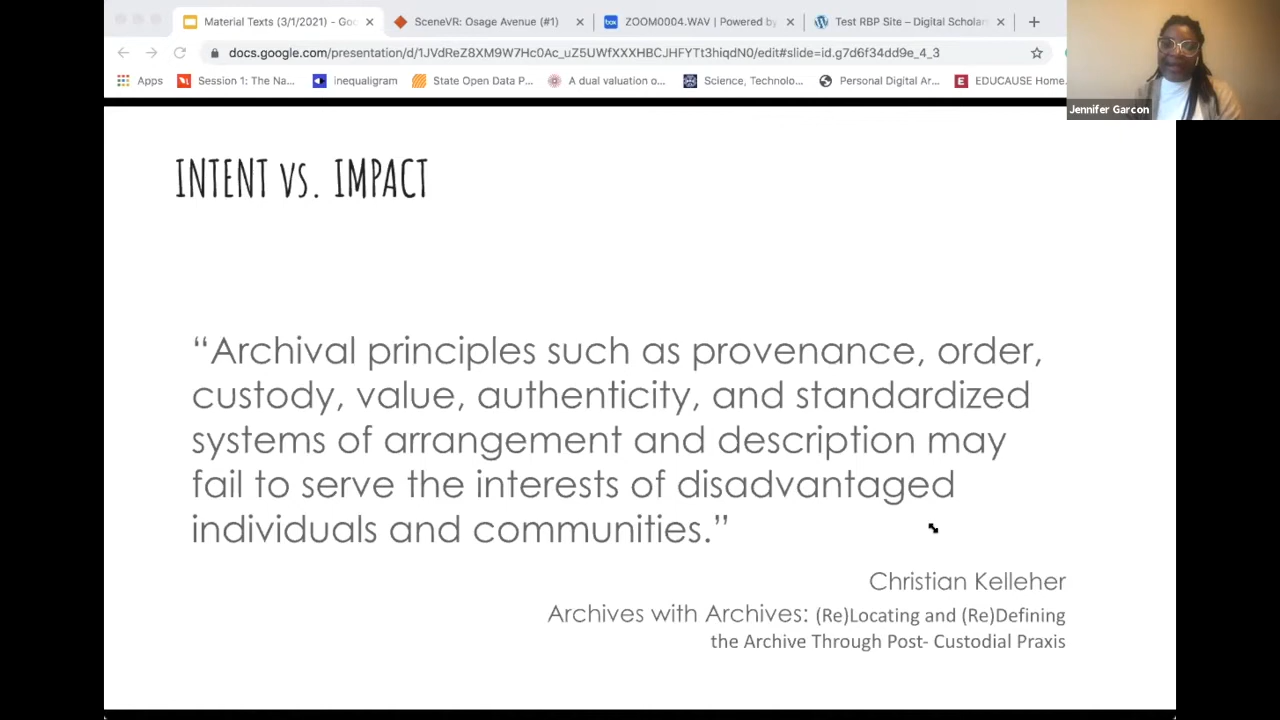 Material Texts (3/1/2021) - Goo
SceneVR: Osage Avenue (#1)
ZOOM0004.WAV | Powered by
Test RBP Site – Digital Scholars
docs.google.com/presentation/d/1JVdReZ8XM9W7Hc0Ac_uZ5UWfXXXHBCJHFYTt3hiqdN0/edit#slide=id.g7d6f34dd9e_4_3
Apps
Session 1: The Na...
Inequaligram
State Open Data P...
A dual valuation o...
Science, Technolo...
Personal Digital Ar...
EDUCAUSE Home.
Jennifer Garcon
INTENT vs. IMPACT
“Archival principles such as provenance, order,
custody, value, authenticity, and standardized
systems of arrangement and description may
fail to serve the interests of disadvantaged
individuals and communities.”
Christian Kelleher
Archives with Archives: (Re)Locating and (Re)Defining
the Archive Through Post- Custodial Praxis